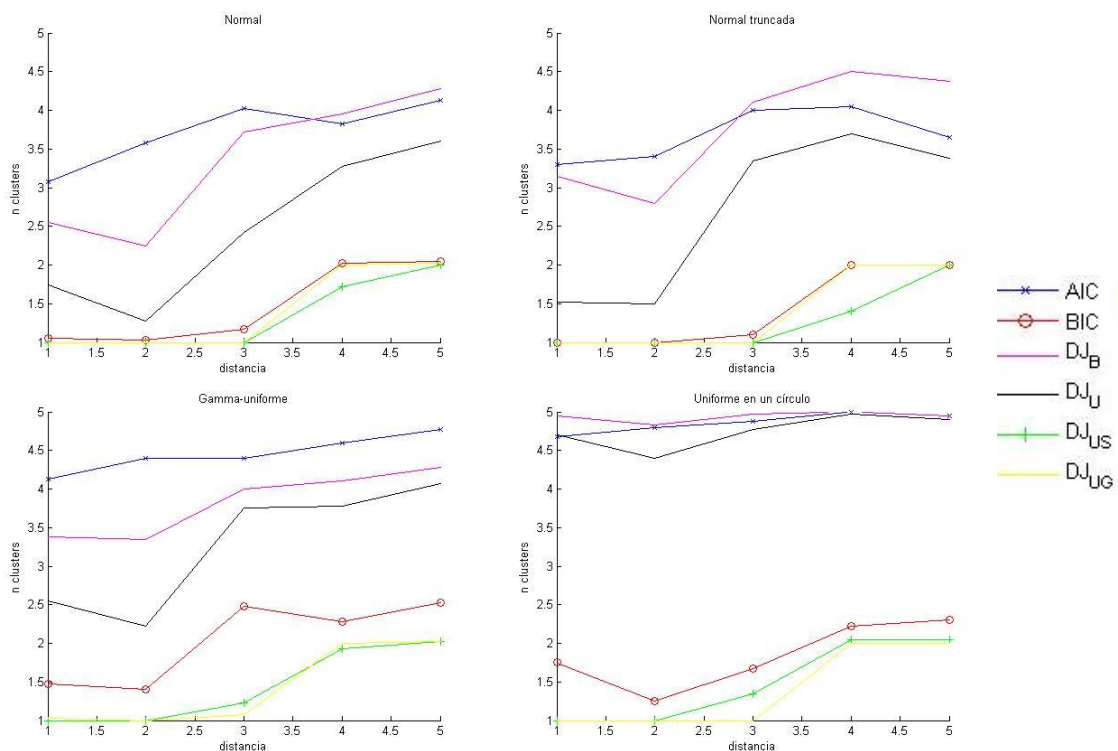 Normal
5
4.5
4
3.5
3
2.5
2
1.5
1
n clusters
1 1.5 2 2.5 3 3.5 4 4.5 5
distancia
Normal truncada
5
4.5
4
3.5
3
2.5
2
1.5
1
n clusters
1 1.5 2 2.5 3 3.5 4 4.5 5
distancia
Gamma-uniforme
5
4.5
4
3.5
3
2.5
2
1.5
1
n clusters
1 1.5 2 2.5 3 3.5 4 4.5 5
distancia
Uniforme en un círculo
5
4.5
4
3.5
3
2.5
2
1.5
1
n clusters
1 1.5 2 2.5 3 3.5 4 4.5 5
distancia
AIC
BIC
DJB
DJU
DJUS
DJUG